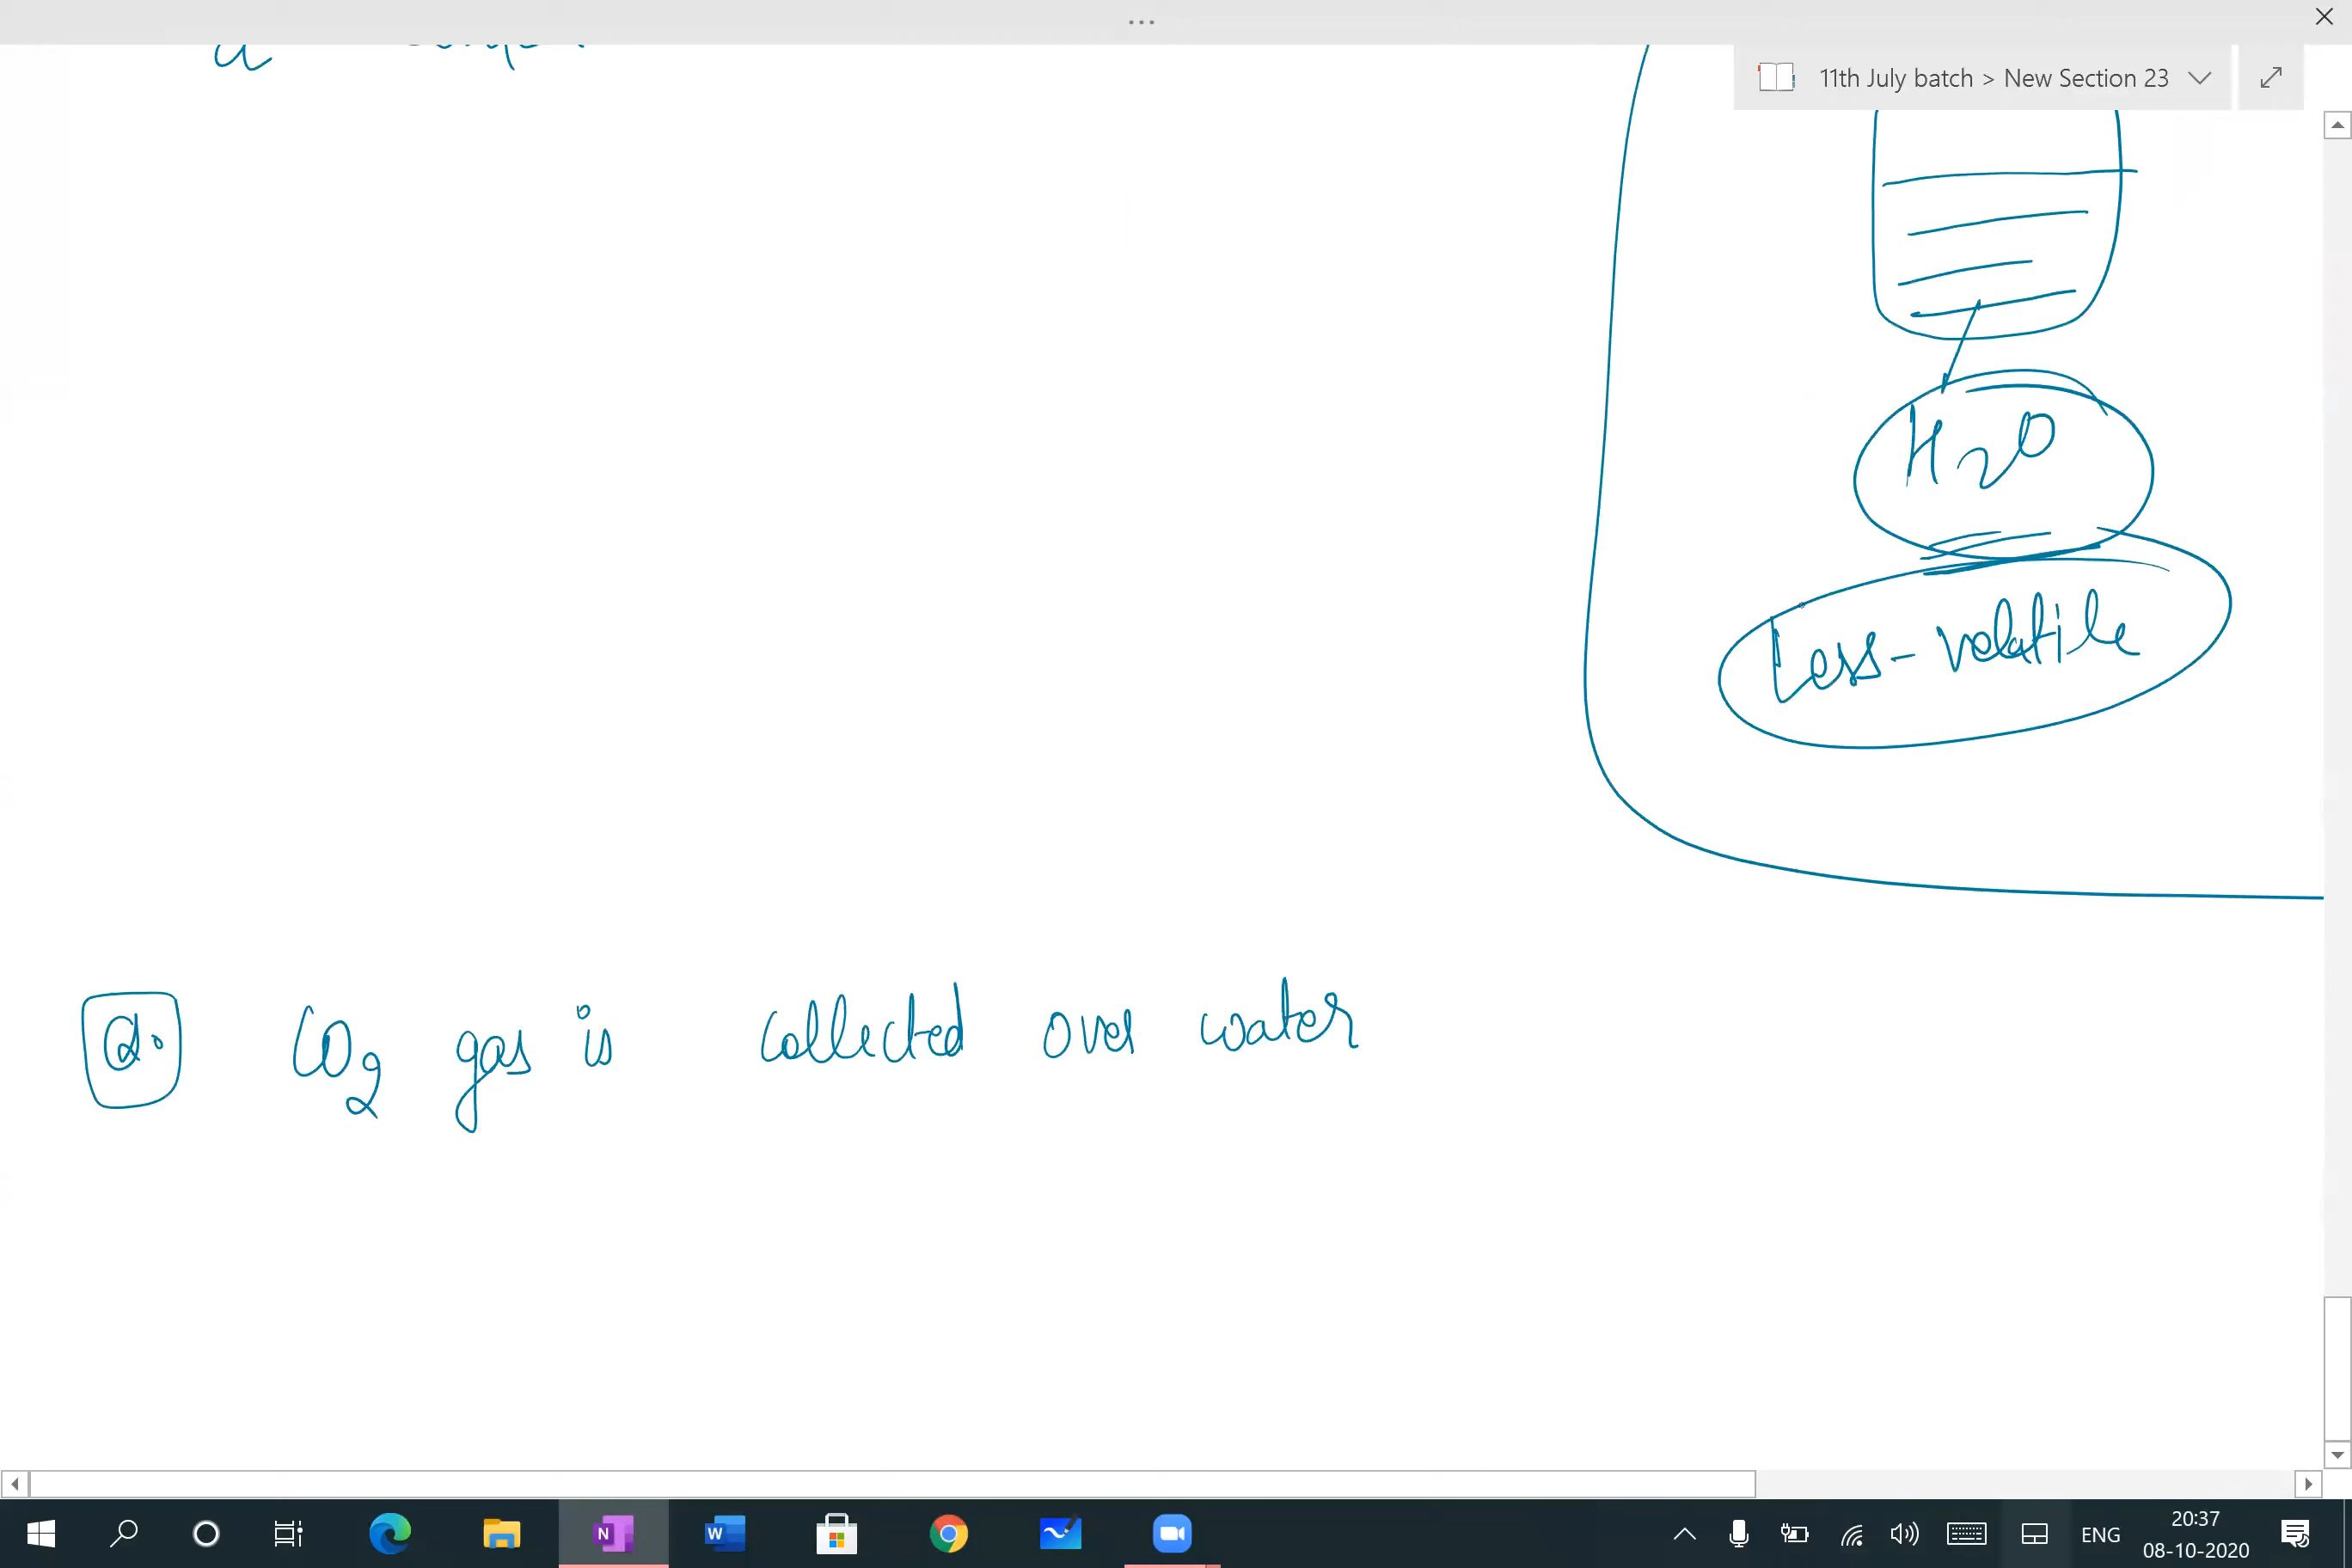 11th July batch > New Section 23
H2O
Less-volatile
Q. CO2 gas is collected over water
N
W
ENG
20:37
08-10-2020